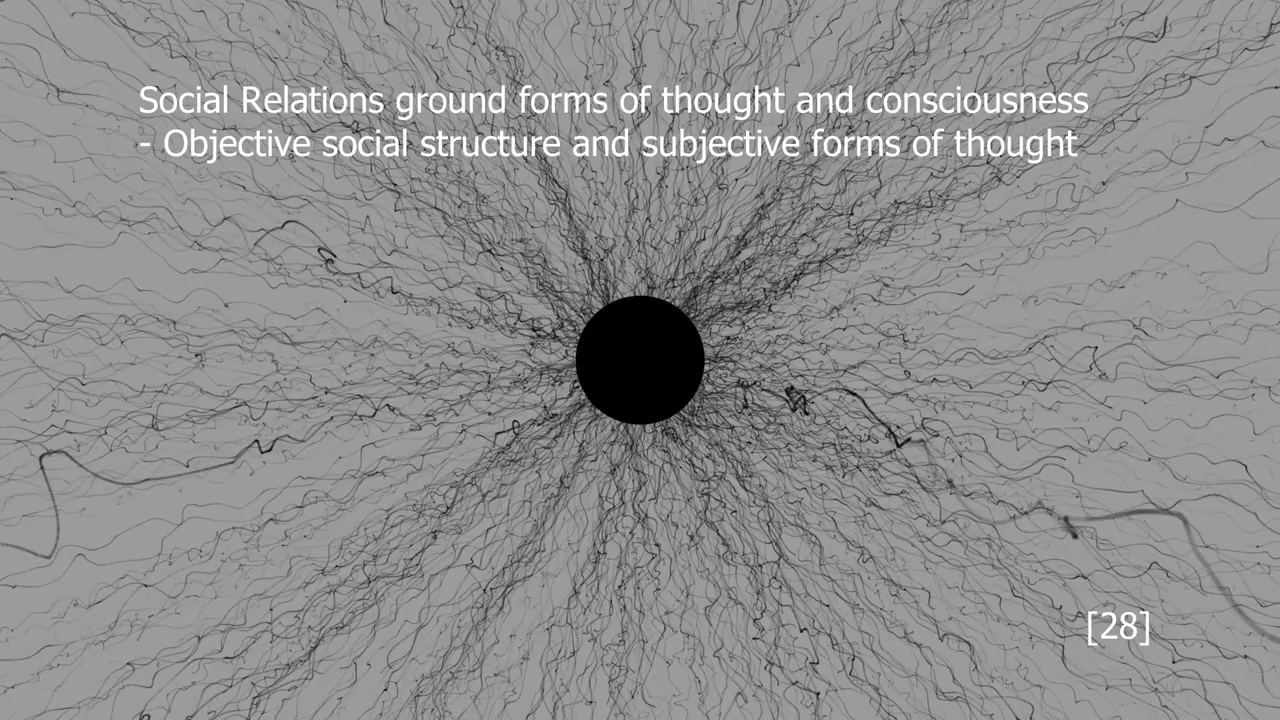 Social Relations ground forms of thought and consciousness
- Objective social structure and subjective forms of thought
[28]